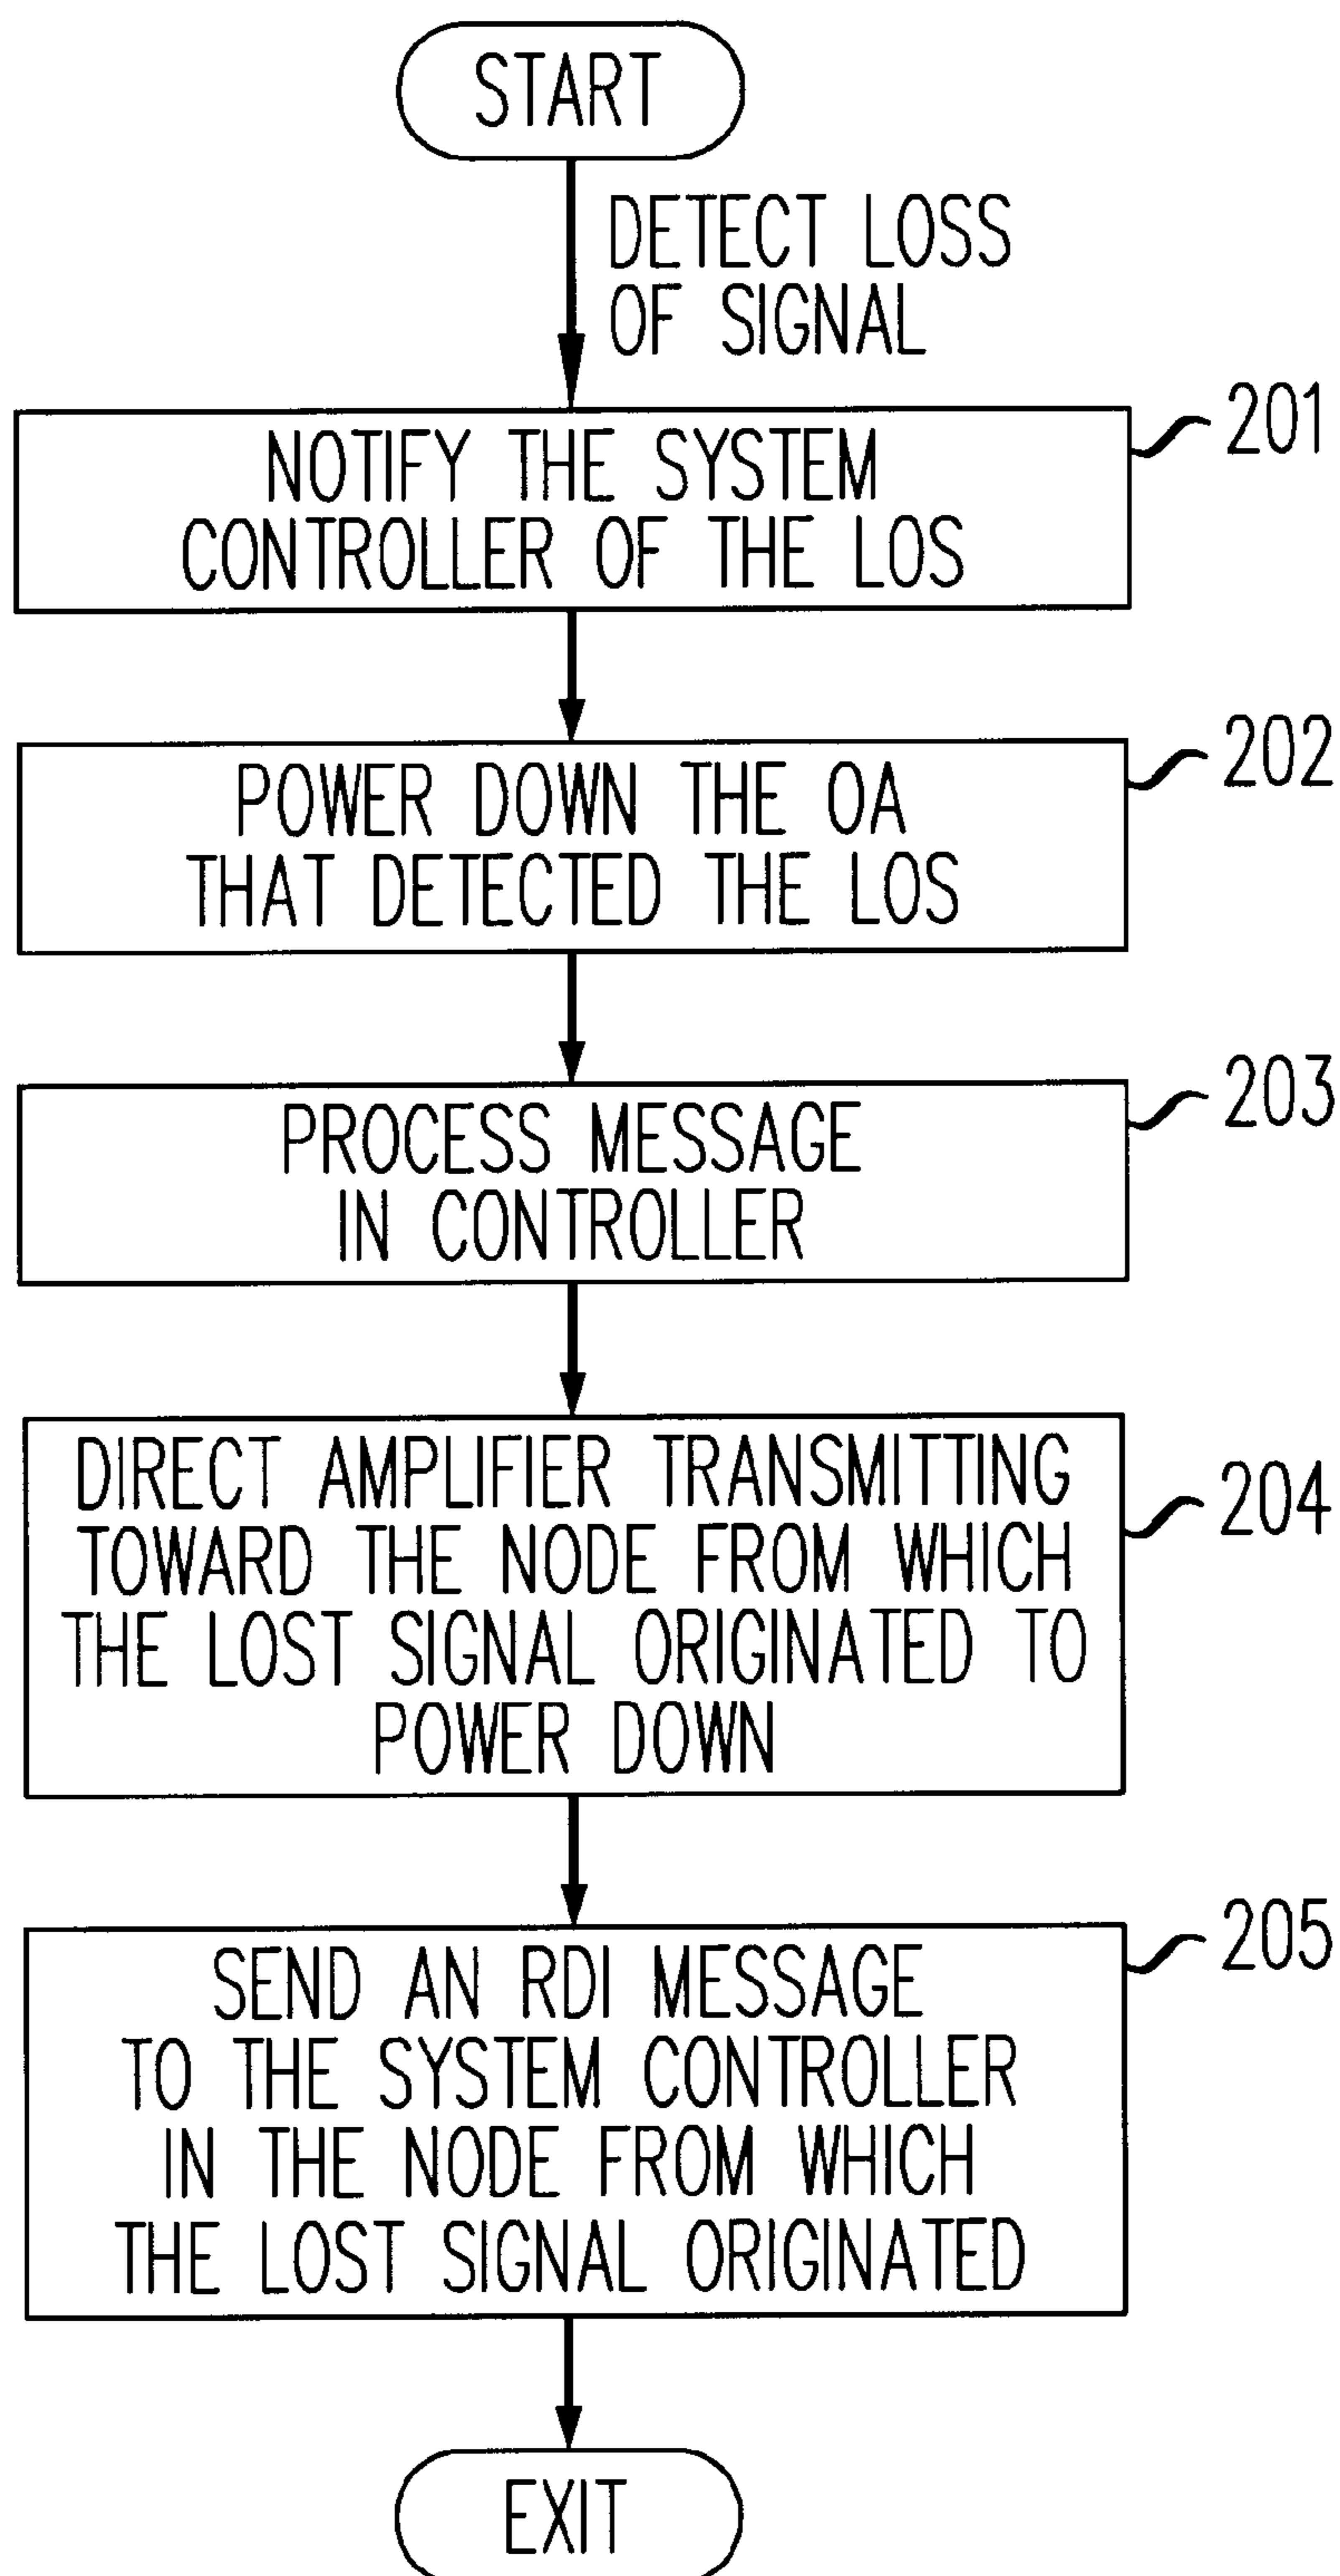 START
DETECT LOSS
OF SIGNAL
201
NOTIFY THE SYSTEM
CONTROLLER OF THE LOS
202
POWER DOWN THE OA
THAT DETECTED THE LOS
203
PROCESS MESSAGE
IN CONTROLLER
204
DIRECT AMPLIFIER TRANSMITTING
TOWARD THE NODE FROM WHICH
THE LOST SIGNAL ORIGINATED TO
POWER DOWN
205
SEND AN RDI MESSAGE
TO THE SYSTEM CONTROLLER
IN THE NODE FROM WHICH
THE LOST SIGNAL ORIGINATED
EXIT